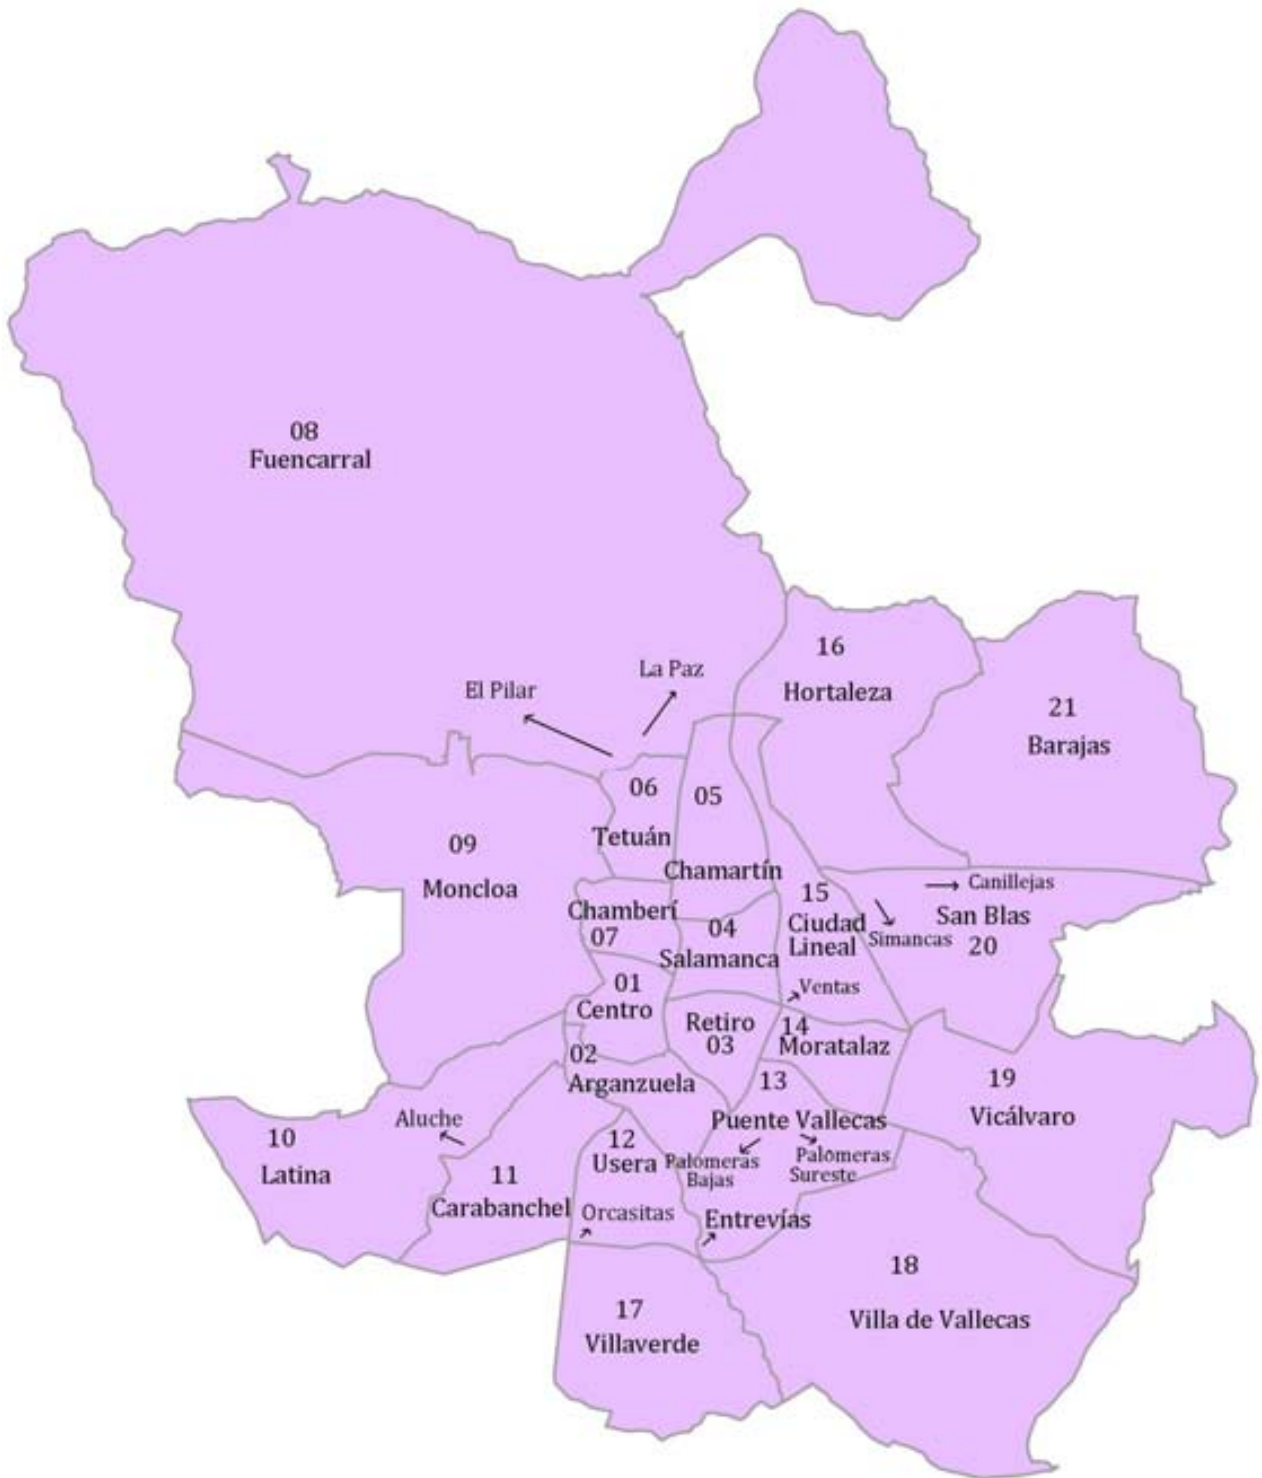 08
Fuencarral
16
Hortaleza
La Paz
El Pilar
21
Barajas
06
Tetuán
05
Chamartín
09
Moncloa
Canillejas
15
Ciudad
Lineal
San Blas
20
Simancas
Chamberí
07
04
Salamanca
Ventas
01
Centro
Retiro
03
14
Moratalaz
02
Arganzuela
13
Puente Vallecas
19
Vicálvaro
Aluche
10
Latina
12
Usera
Palomeras
Bajas
Palomeras
Sureste
11
Carabanchel
Orcasitas
Entrevías
18
Villa de Vallecas
17
Villaverde